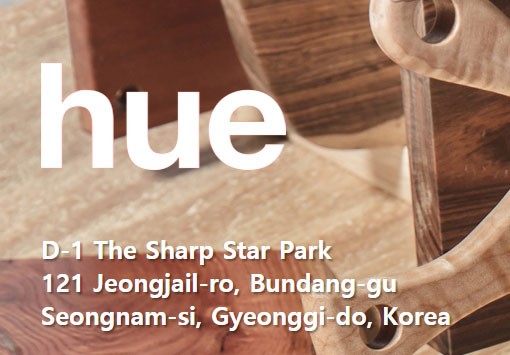 hue
D-1 The Sharp Star Park
121 Jeongjail-ro, Bundang-gu
Seongnam-si, Gyeonggi-do, Korea